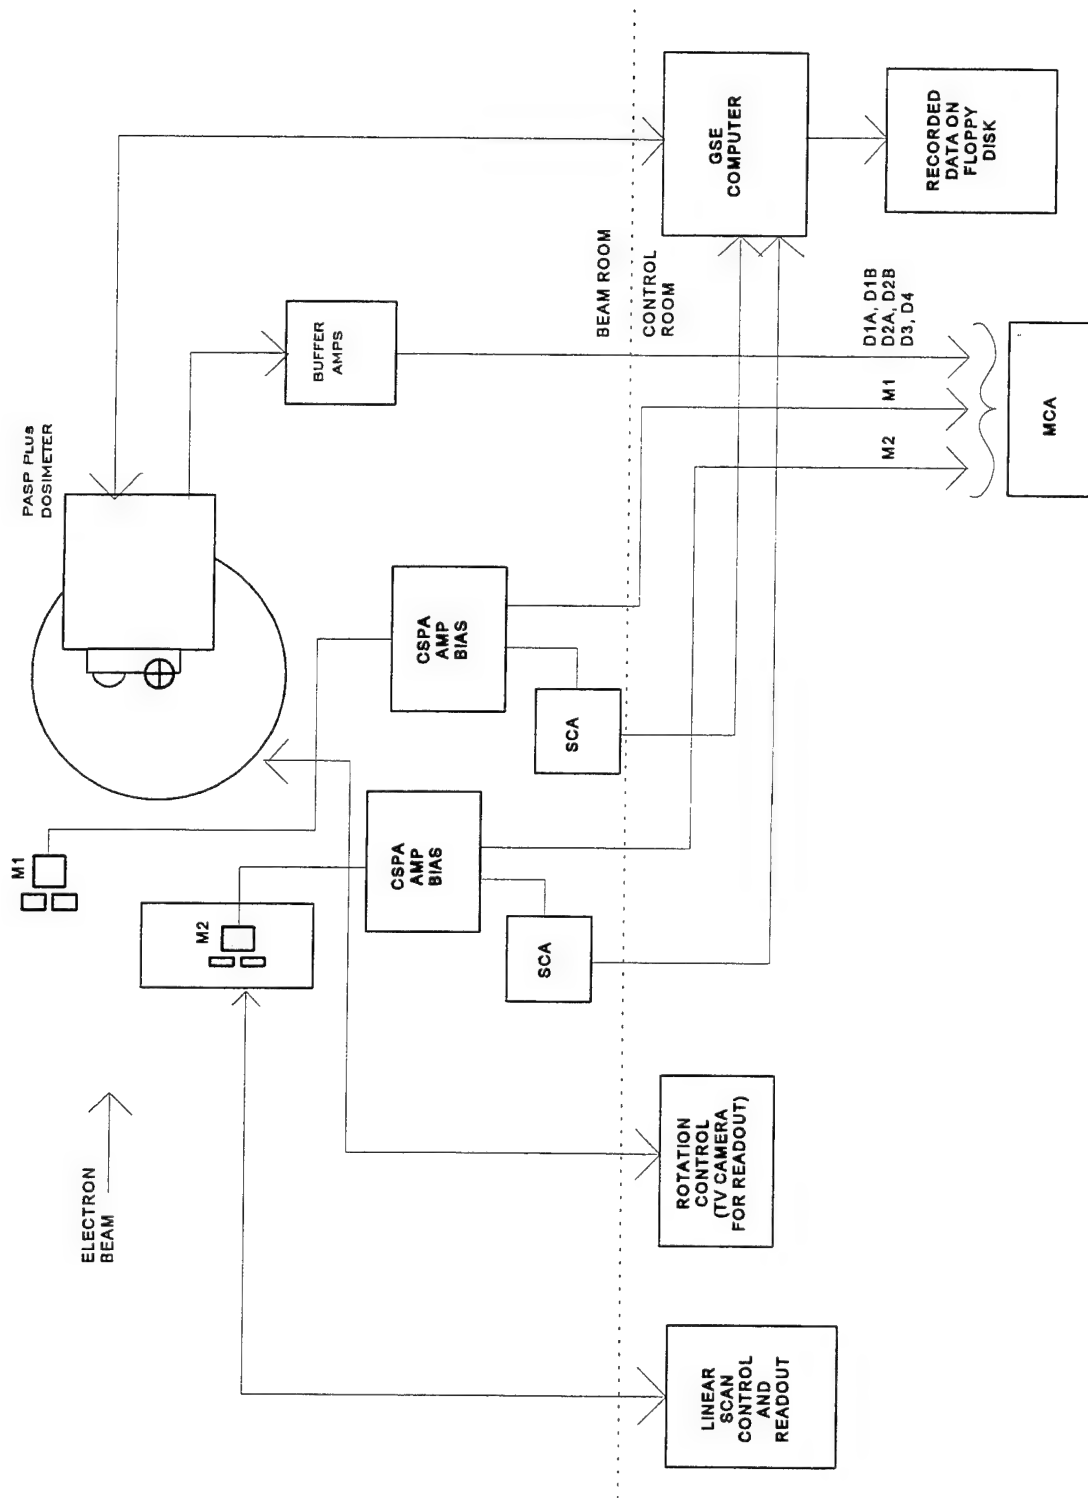 ELECTRON
BEAM
M1
M2
PASP PLUS
DOSIMETER
CSPA
AMP
BIAS
CSPA
AMP
BIAS
BUFFER
AMPS
SCA
SCA
BEAM ROOM
CONTROL
ROOM
LINEAR
SCAN
CONTROL
AND
READOUT
ROTATION
CONTROL
(TV CAMERA
FOR READOUT)
GSE
COMPUTER
M2
M1
D1A, D1B
D2A, D2B
D3, D4
RECORDED
DATA ON
FLOPPY
DISK
MCA